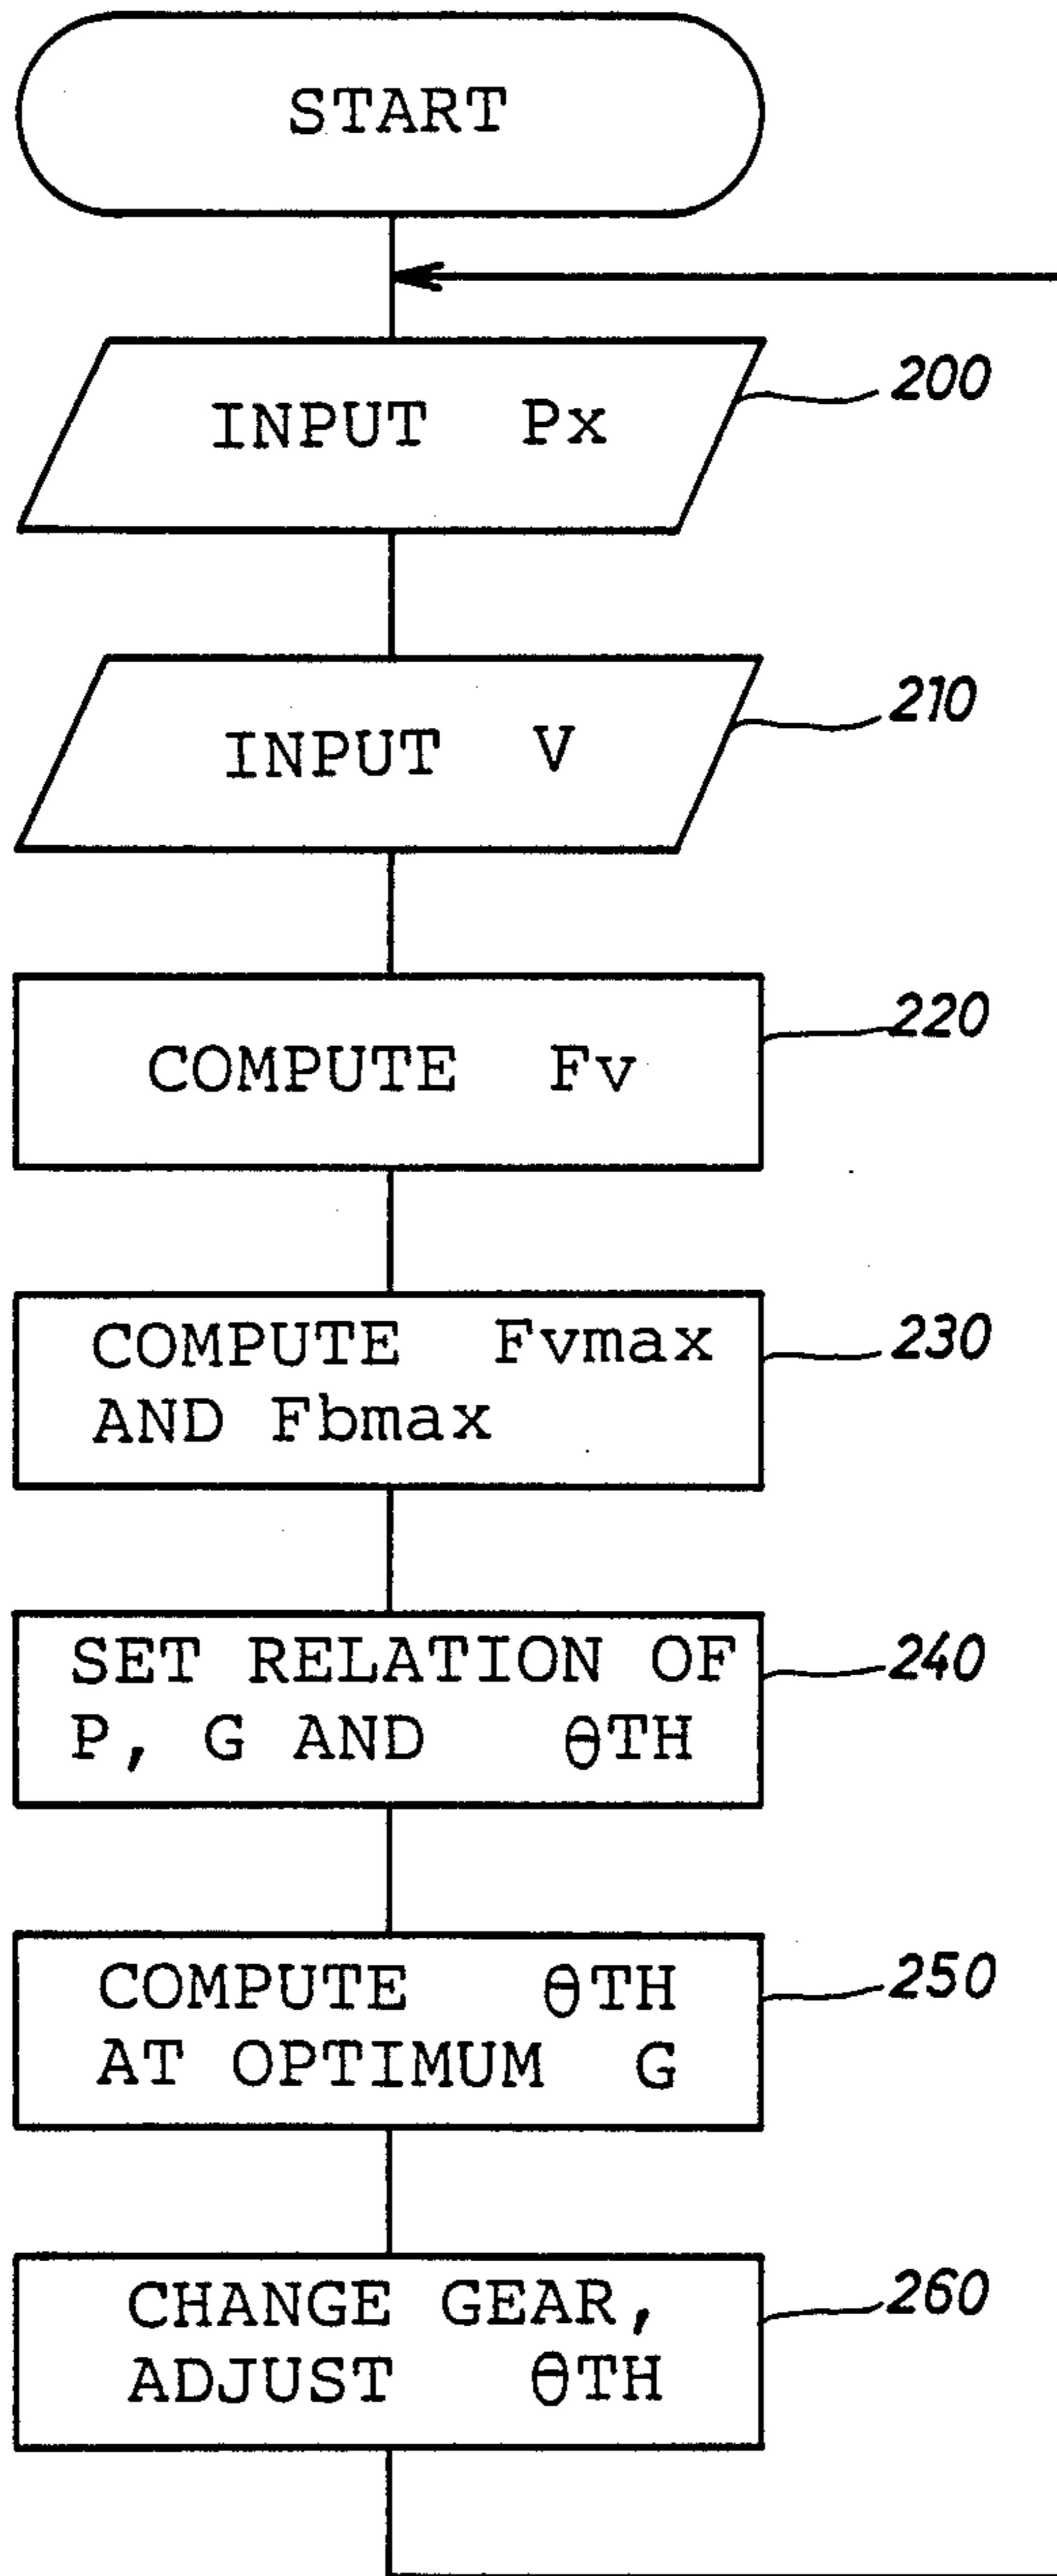 START
INPUT Px
200
INPUT V
210
COMPUTE Fv
220
COMPUTE Fvmax
AND Fbmax
230
SET RELATION OF
P, G AND θTH
240
COMPUTE θTH
AT OPTIMUM G
250
CHANGE GEAR,
ADJUST θTH
260